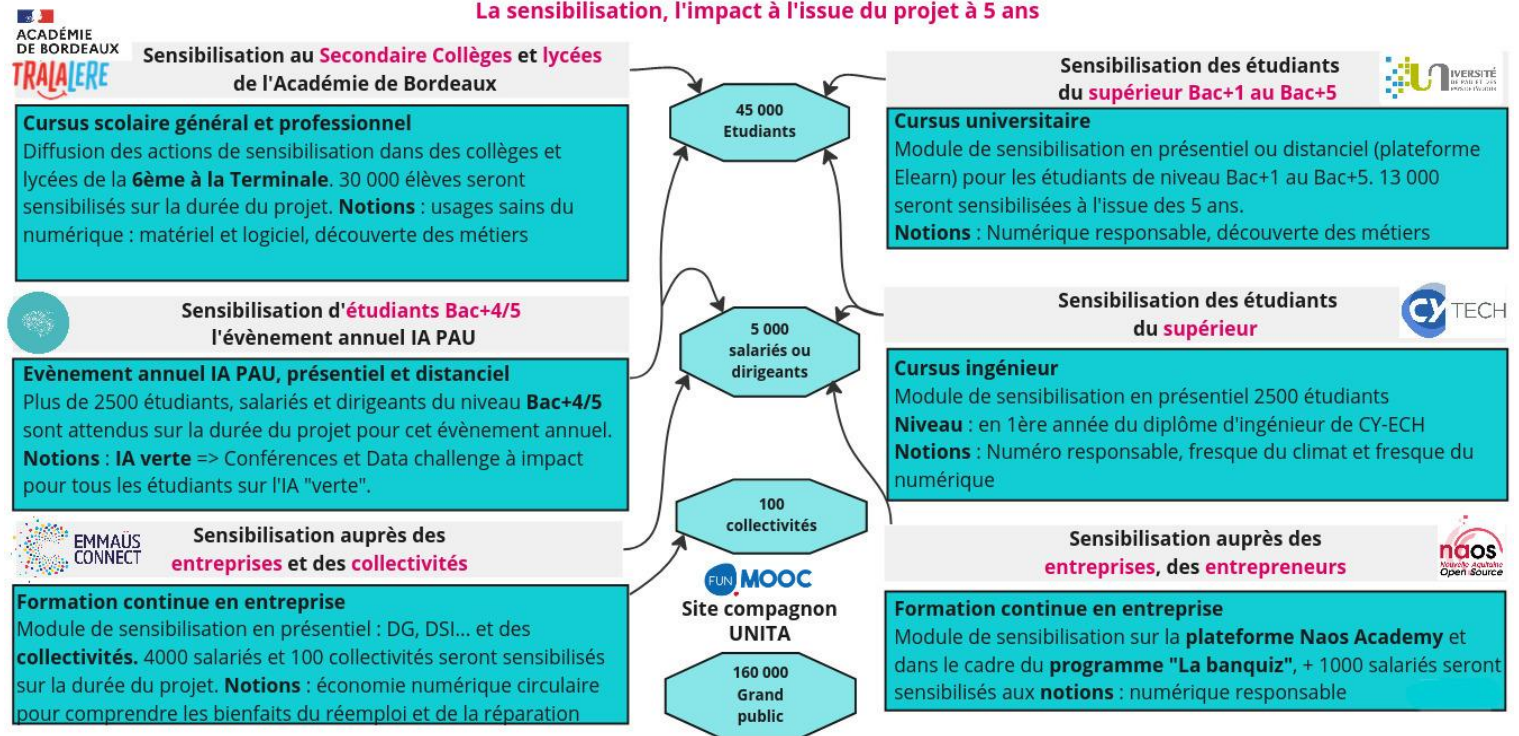 La sensibilisation, l'impact à l'issue du projet à 5 ans
ACADÉMIE
DE BORDEAUX
TRALALERE
Sensibilisation au Secondaire Collèges et lycées
de l'Académie de Bordeaux
Cursus scolaire général et professionnel
Diffusion des actions de sensibilisation dans des collèges et
lycées de la 6ème à la Terminale. 30 000 élèves seront
sensibilisés sur la durée du projet. Notions : usages sains du
numérique : matériel et logiciel, découverte des métiers
Sensibilisation d'étudiants Bac+4/5
l'évènement annuel IA PAU
Evènement annuel IA PAU, présentiel et distanciel
Plus de 2500 étudiants, salariés et dirigeants du niveau Bac+4/5
sont attendus sur la durée du projet pour cet évènement annuel.
Notions : IA verte => Conférences et Data challenge à impact
pour tous les étudiants sur l'IA "verte".
EMMAÜS
CONNECT
Sensibilisation auprès des
entreprises et des collectivités
Formation continue en entreprise
Module de sensibilisation en présentiel : DG, DSI... et des
collectivités. 4000 salariés et 100 collectivités seront sensibilisés
sur la durée du projet. Notions : économie numérique circulaire
pour comprendre les bienfaits du réemploi et de la réparation
45 000
Etudiants
5 000
salariés ou
dirigeants
100
collectivités
FUN MOOC
Site compagnon
UNITA
160 000
Grand
public
Sensibilisation des étudiants
du supérieur Bac+1 au Bac+5
UNIVERSITÉ
DE PAU ET DES
PAYS DE L'ADOUR
Cursus universitaire
Module de sensibilisation en présentiel ou distanciel (plateforme
Elearn) pour les étudiants de niveau Bac+1 au Bac+5. 13 000
seront sensibilisées à l'issue des 5 ans.
Notions : Numérique responsable, découverte des métiers
Sensibilisation des étudiants
du supérieur
CY TECH
Cursus ingénieur
Module de sensibilisation en présentiel 2500 étudiants
Niveau : en 1ère année du diplôme d'ingénieur de CY-ECH
Notions : Numéro responsable, fresque du climat et fresque du
numérique
Sensibilisation auprès des
entreprises, des entrepreneurs
naos
Nouvelle Aquitaine
Open Source
Formation continue en entreprise
Module de sensibilisation sur la plateforme Naos Academy et
dans le cadre du programme "La banquiz", + 1000 salariés seront
sensibilisés aux notions : numérique responsable